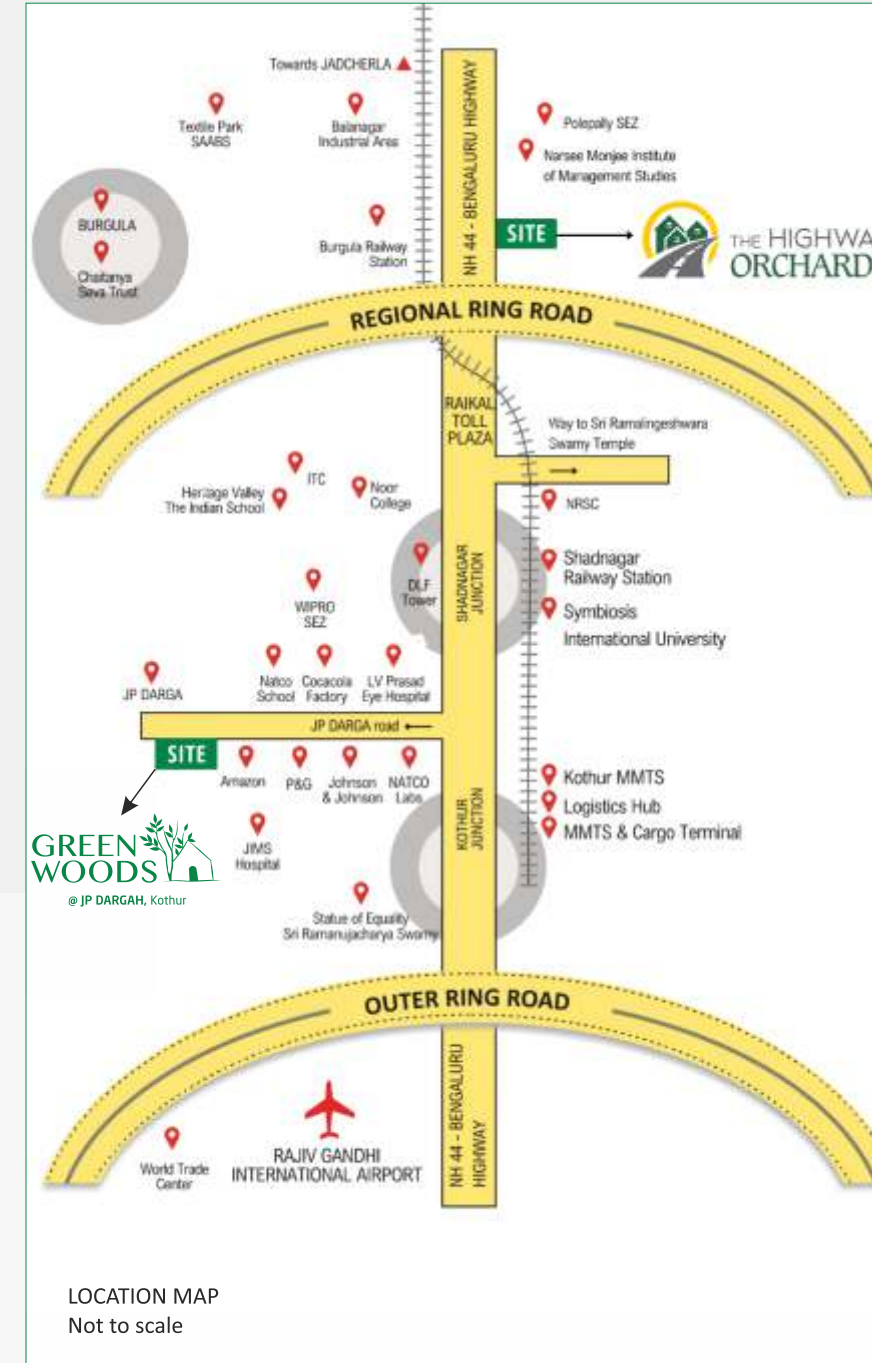 Towards JADCHERLA
Textile Park
SAABS
Balanagar
Industrial Area
NH 44 - BENGALURU HIGHWAY
Polepally SEZ
Narsee Monjee Institute
of Management Studies
BURGULA
Chaitanya
Seva Trust
Burgula Railway
Station
SITE
THE HIGHWA
ORCHARD
REGIONAL RING ROAD
RAIKAL
TOLL
PLAZA
Way to Sri Ramalingeshwara
Swamy Temple
ITC
Heritage Valley
The Indian School
Noor
College
NRSC
DLF
Tower
SHADNAGAR
JUNCTION
Shadnagar
Railway Station
WIPRO
SEZ
Symbiosis
International University
JP DARGA
Natco
School
Cocacola
Factory
LV Prasad
Eye Hospital
JP DARGA road
SITE
Amazon
P&G
Johnson
& Johnson
NATCO
Labs
KOTHUR
JUNCTION
Kothur MMTS
Logistics Hub
MMTS & Cargo Terminal
JIMS
Hospital
GREEN
WOODS
@ JP DARGAH, Kothur
Statue of Equality
Sri Ramanujacharya Swamy
OUTER RING ROAD
NH 44 - BENGALURU
HIGHWAY
World Trade
Center
RAJIV GANDHI
INTERNATIONAL AIRPORT
LOCATION MAP
Not to scale